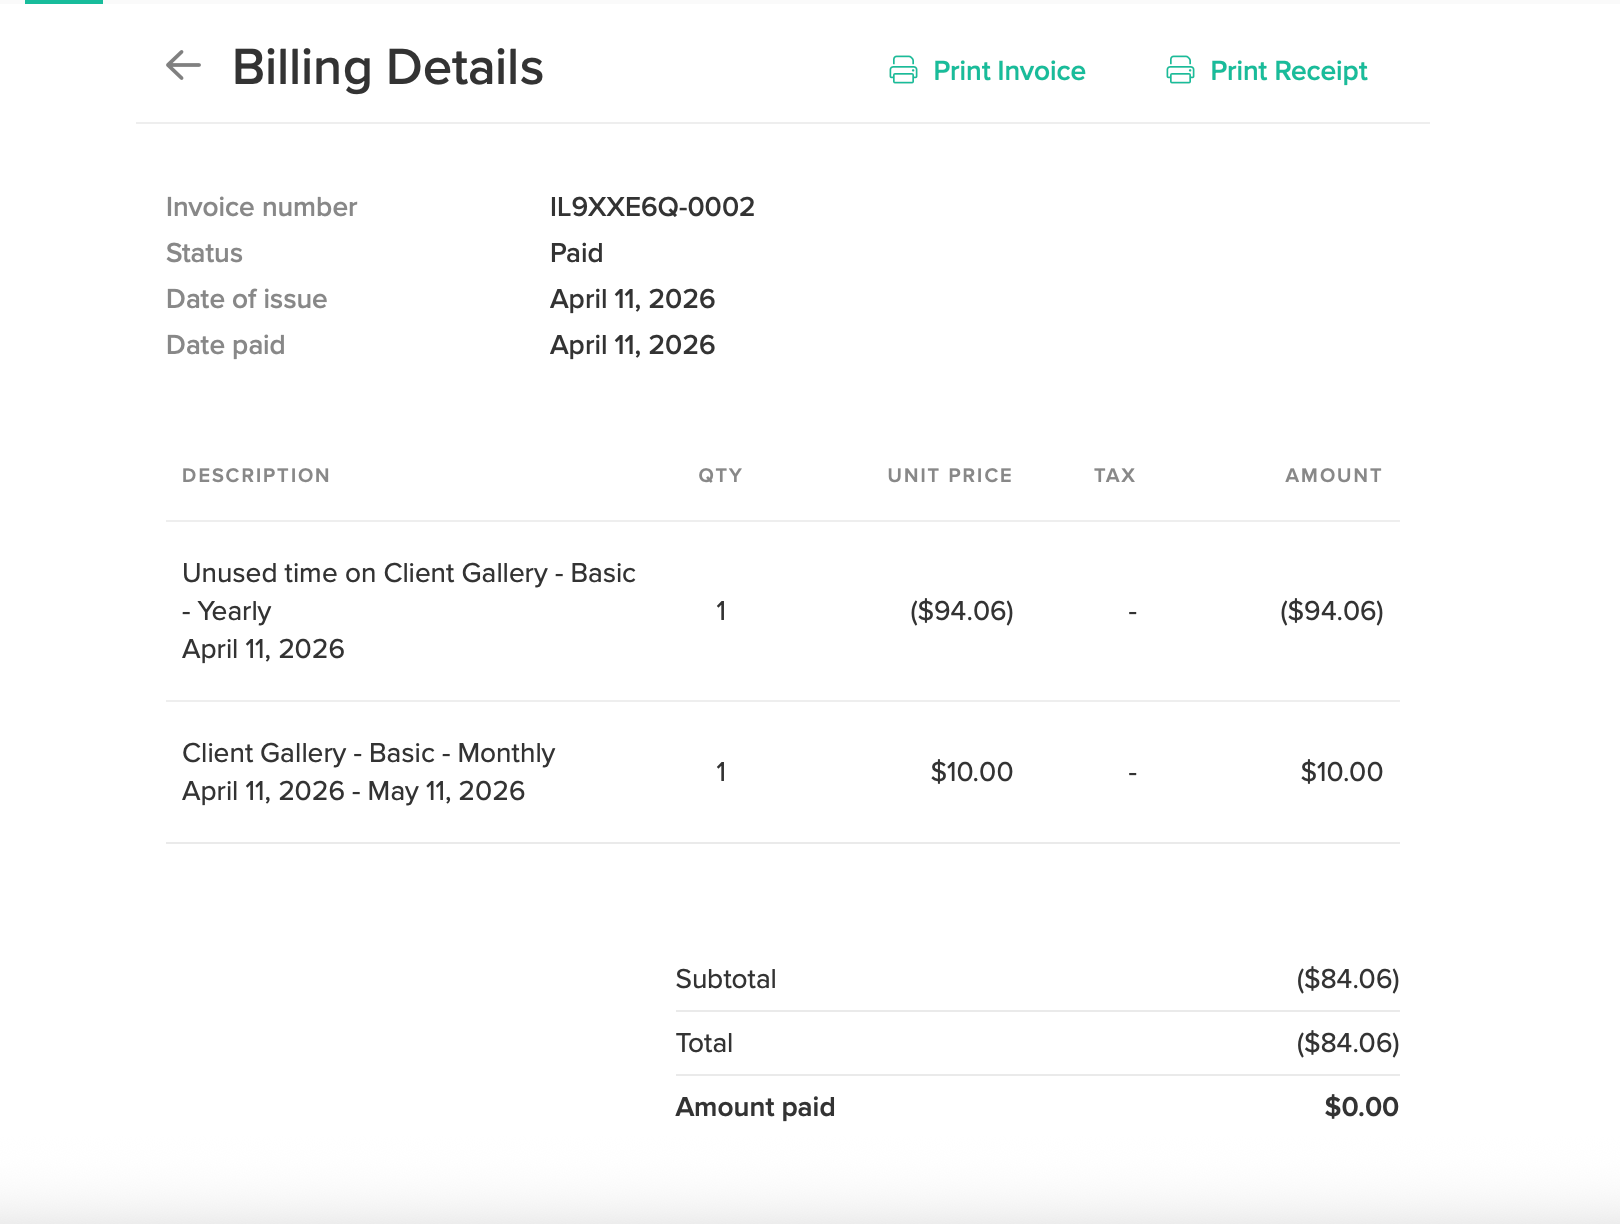 Billing Details
Print Invoice
Print Receipt
Invoice number IL9XXE6Q-0002
Status Paid
Date of issue April 11, 2026
Date paid April 11, 2026
DESCRIPTION QTY UNIT PRICE TAX AMOUNT
Unused time on Client Gallery - Basic
- Yearly
April 11, 2026
1 ($94.06) - ($94.06)
Client Gallery - Basic - Monthly
April 11, 2026 - May 11, 2026
1 $10.00 - $10.00
Subtotal ($84.06)
Total ($84.06)
Amount paid $0.00